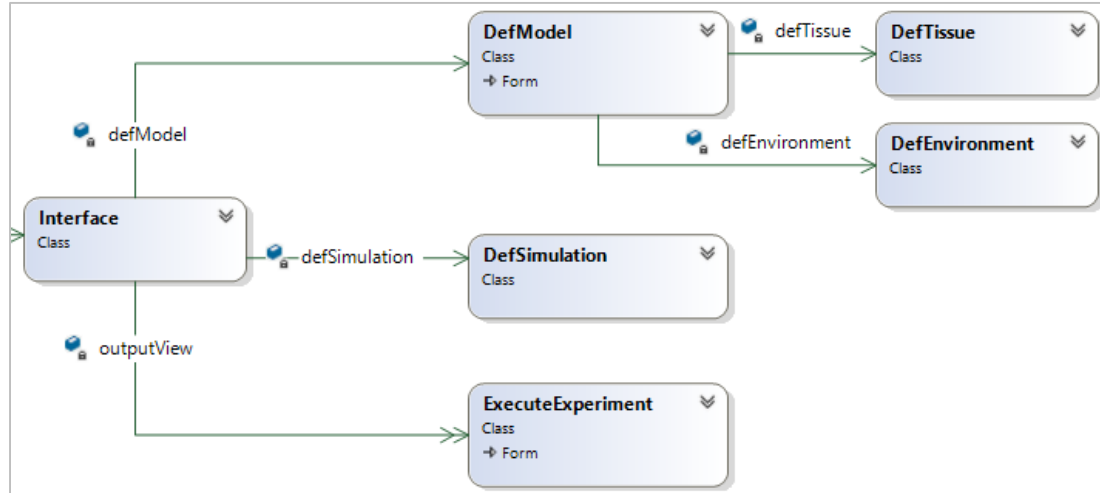 DefModel
Class
Form
defTissue
DefTissue
Class
defModel
defEnvironment
DefEnvironment
Class
Interface
Class
defSimulation
DefSimulation
Class
outputView
ExecuteExperiment
Class
Form